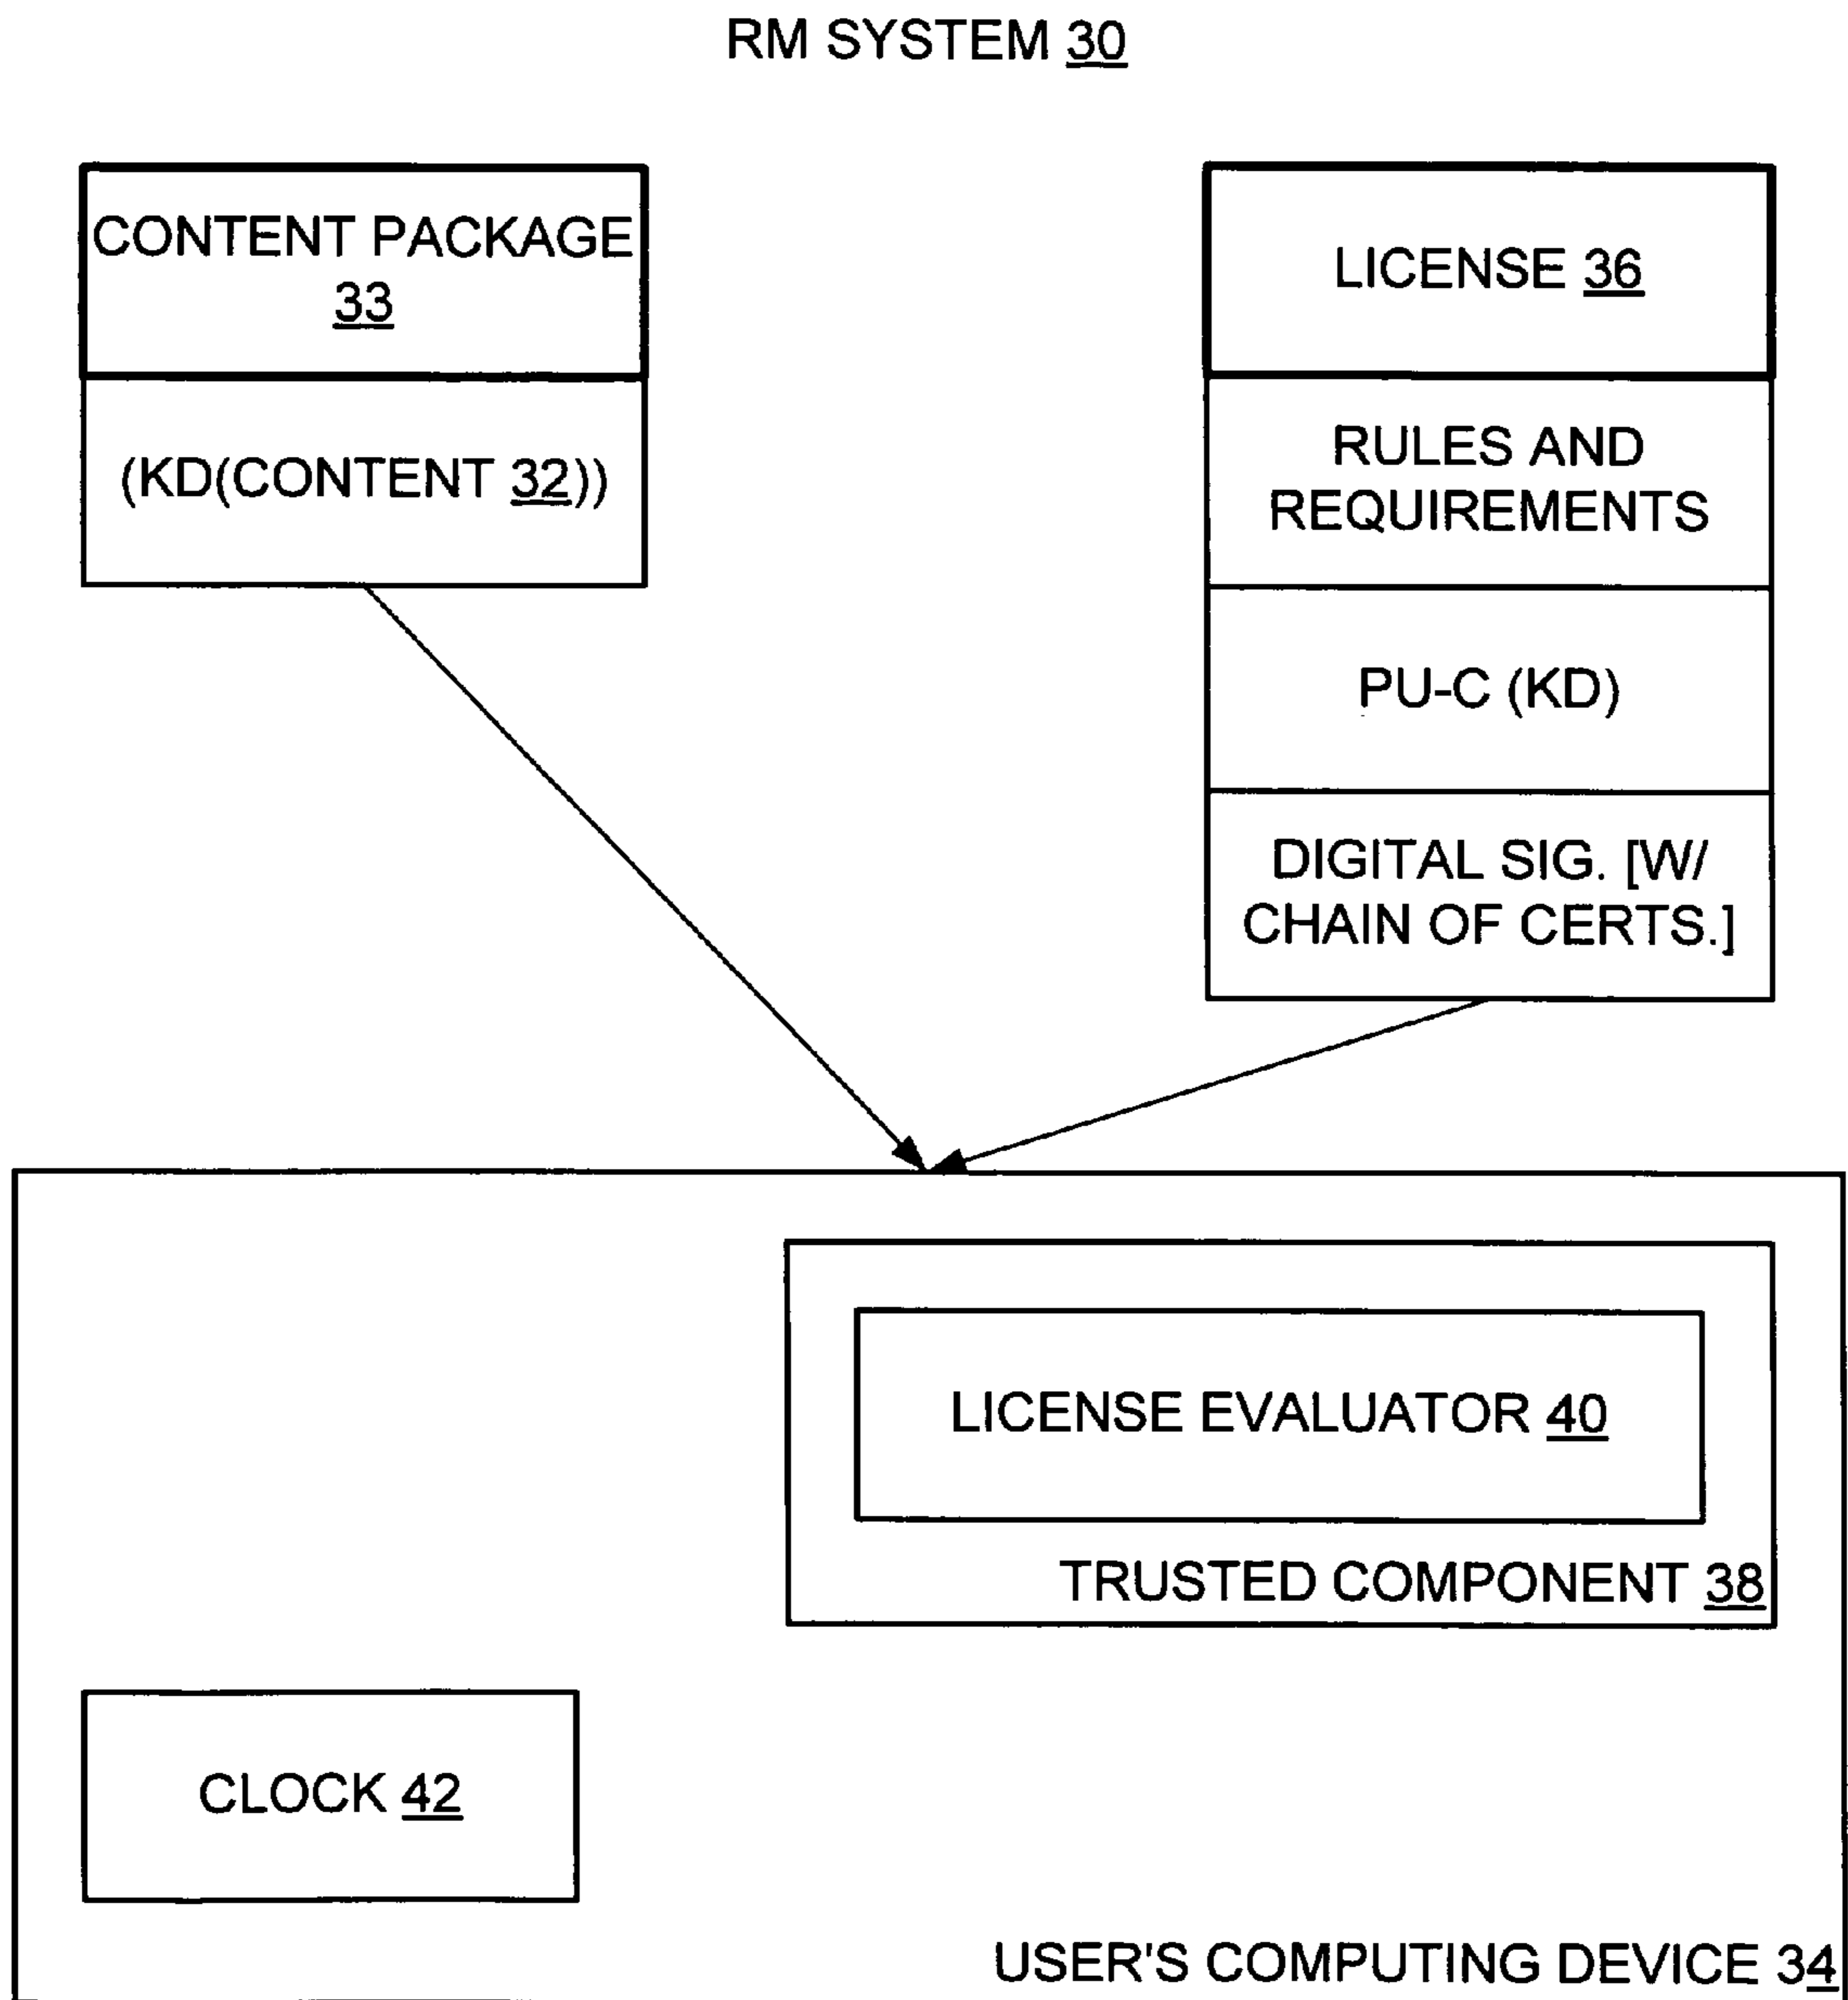 RM SYSTEM 30
CONTENT PACKAGE
33
(KD(CONTENT 32))
LICENSE 36
RULES AND
REQUIREMENTS
PU-C (KD)
DIGITAL SIG. [W/
CHAIN OF CERTS.]
LICENSE EVALUATOR 40
TRUSTED COMPONENT 38
CLOCK 42
USER'S COMPUTING DEVICE 34